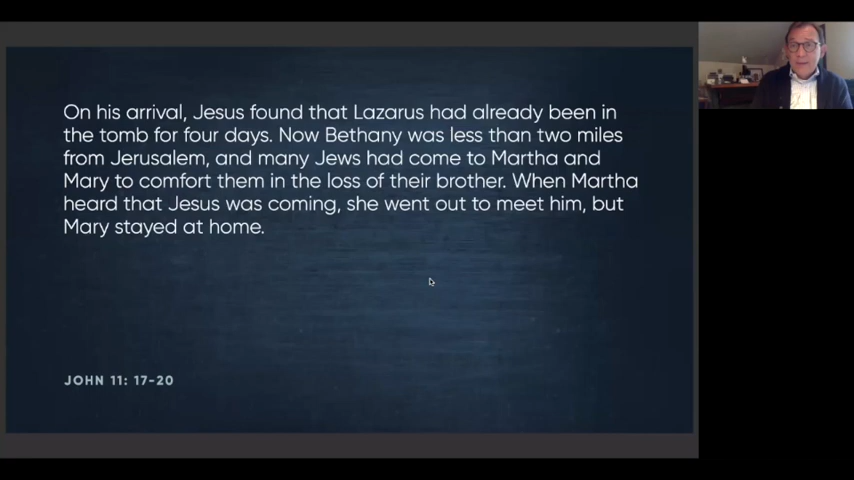 On his arrival, Jesus found that Lazarus had already been in
the tomb for four days. Now Bethany was less than two miles
from Jerusalem, and many Jews had come to Martha and
Mary to comfort them in the loss of their brother. When Martha
heard that Jesus was coming, she went out to meet him, but
Mary stayed at home.
JOHN 11: 17-20